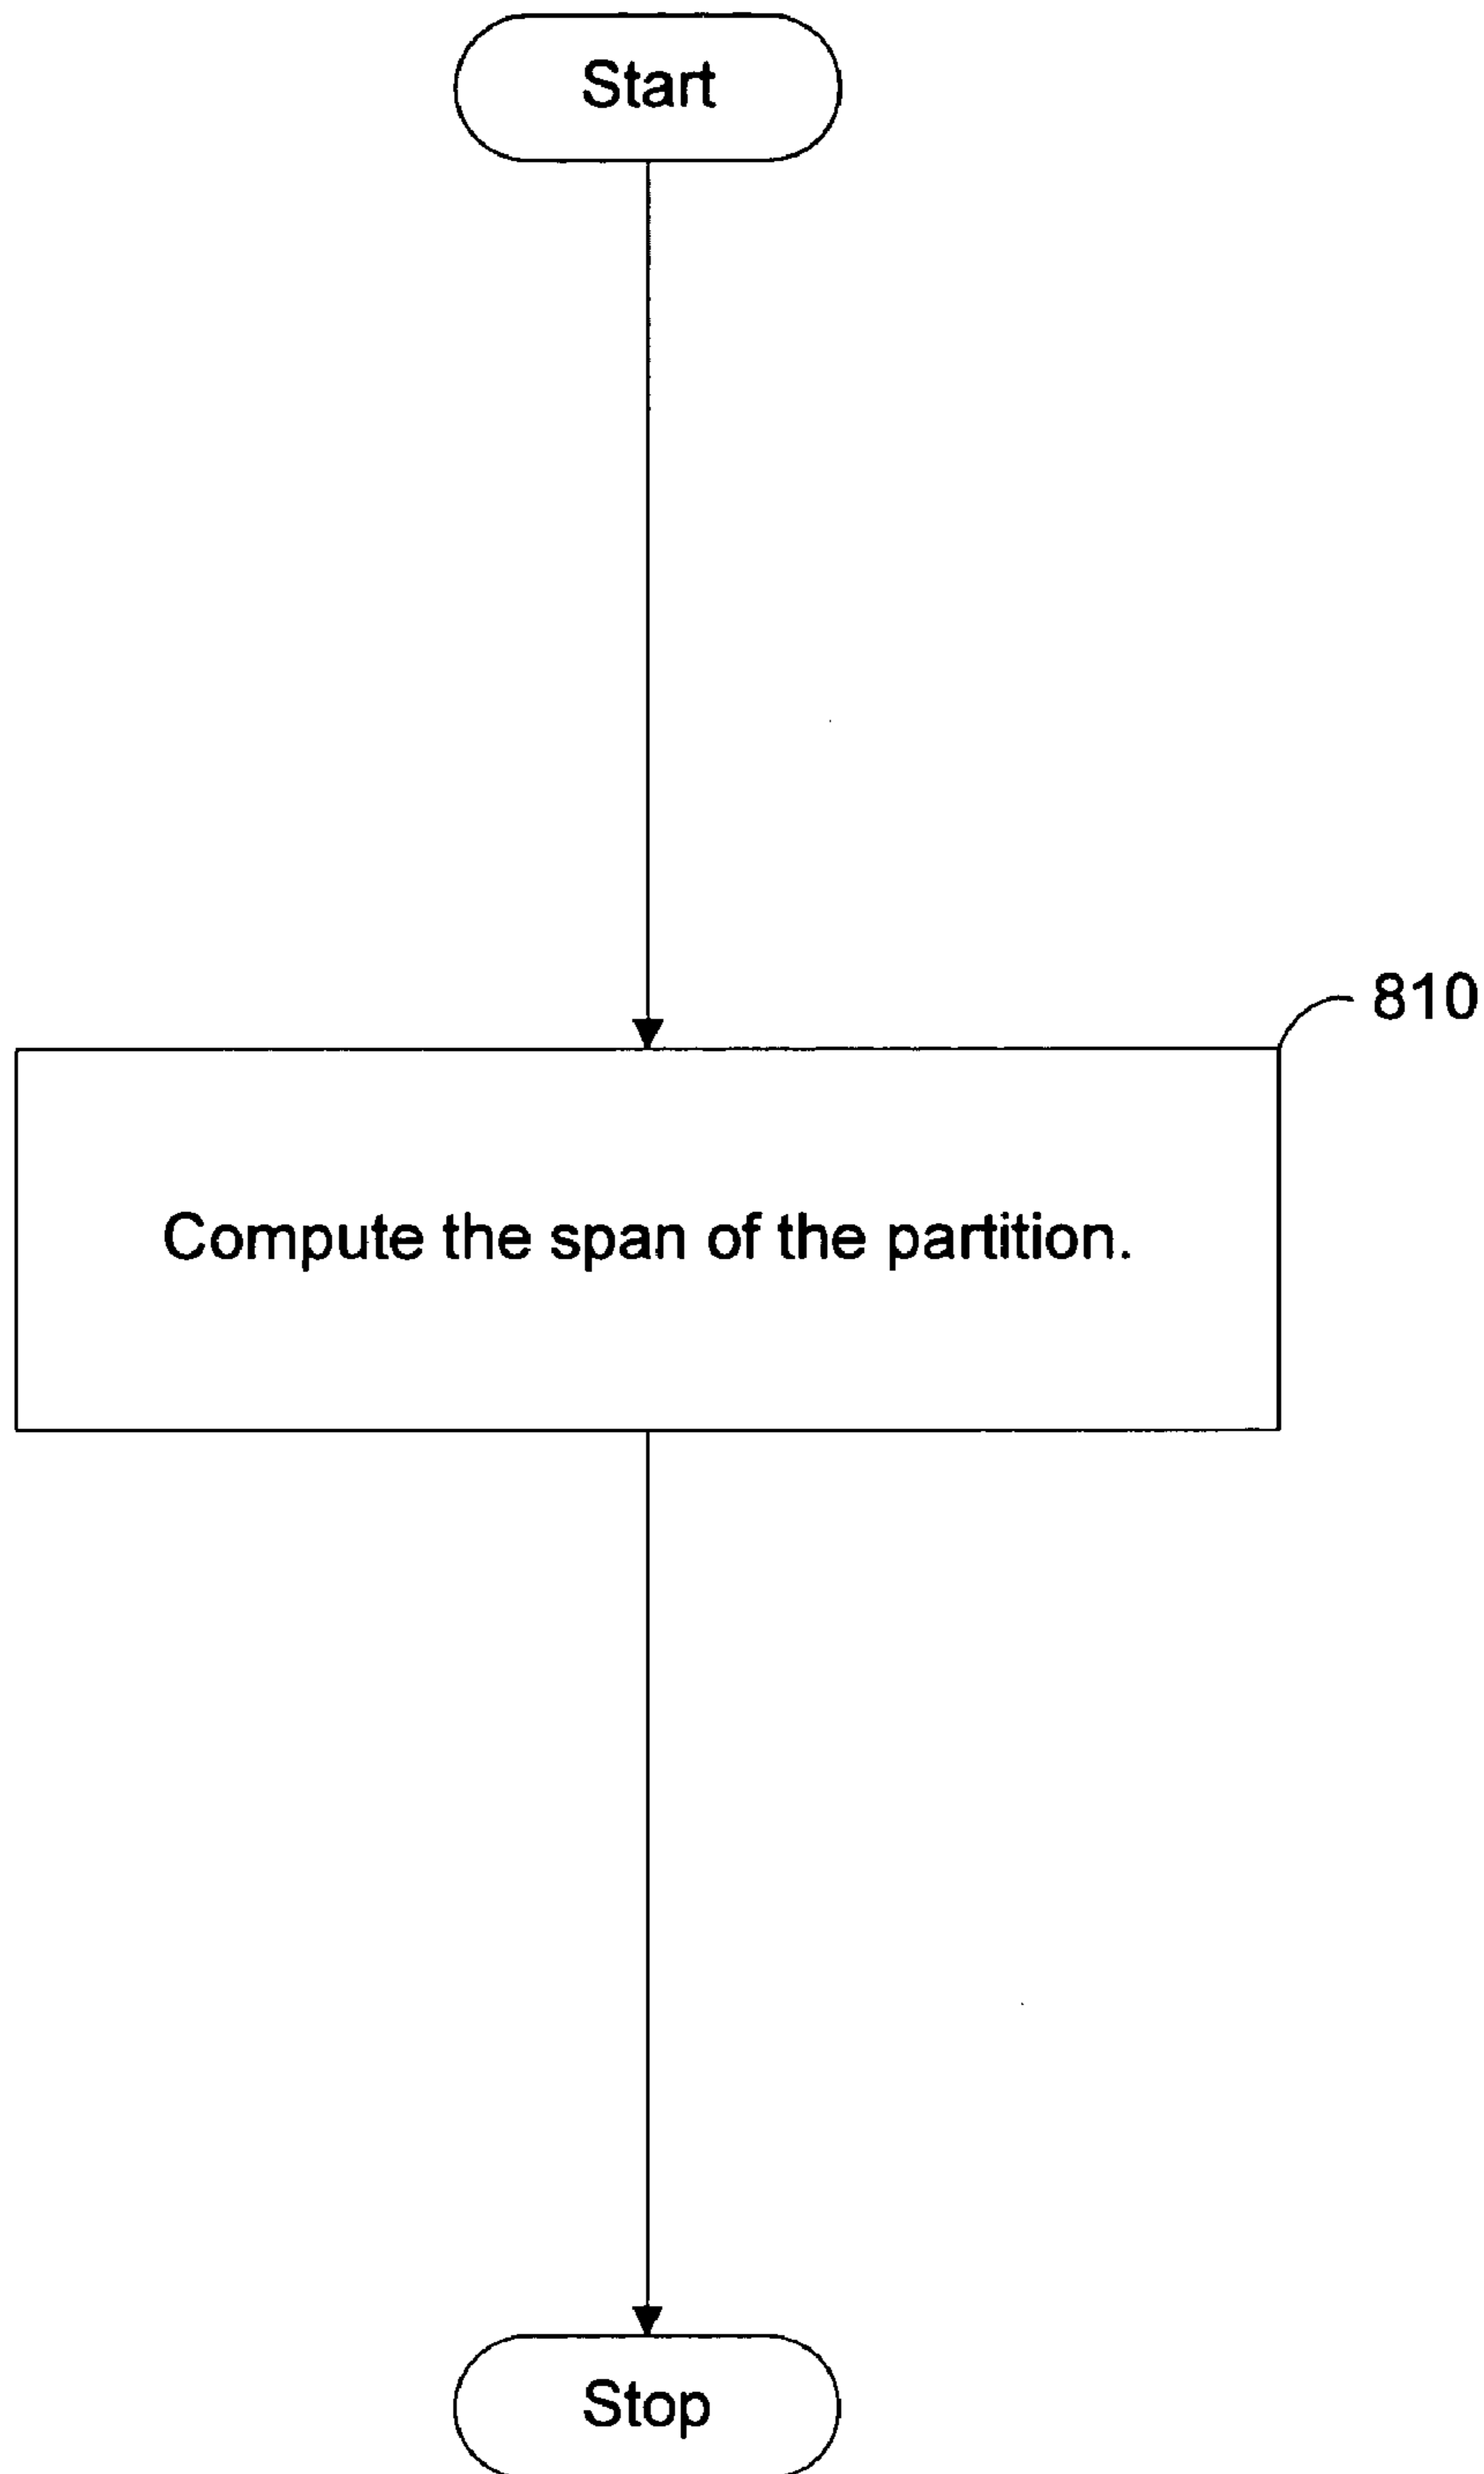 Start
810
Compute the span of the partition.
Stop